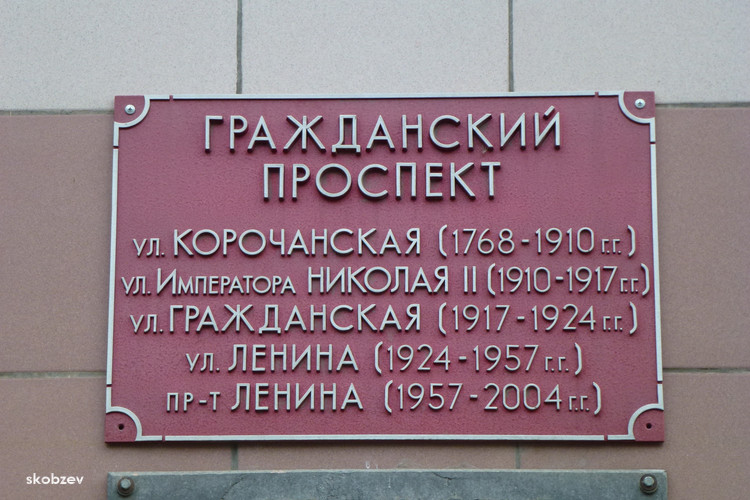 ГРАЖДАНСКИЙ
ПРОСПЕКТ
ул. КОРОЧАНСКАЯ (1768-1910 г.г.)
ул. Императора НИКОЛАЯ II (1910-1917 г.г.)
ул. ГРАЖДАНСКАЯ (1917-1924 г.г.)
ул. ЛЕНИНА (1924-1957 г.г.)
пр-т ЛЕНИНА (1957-2004 г.г.)
skobzev